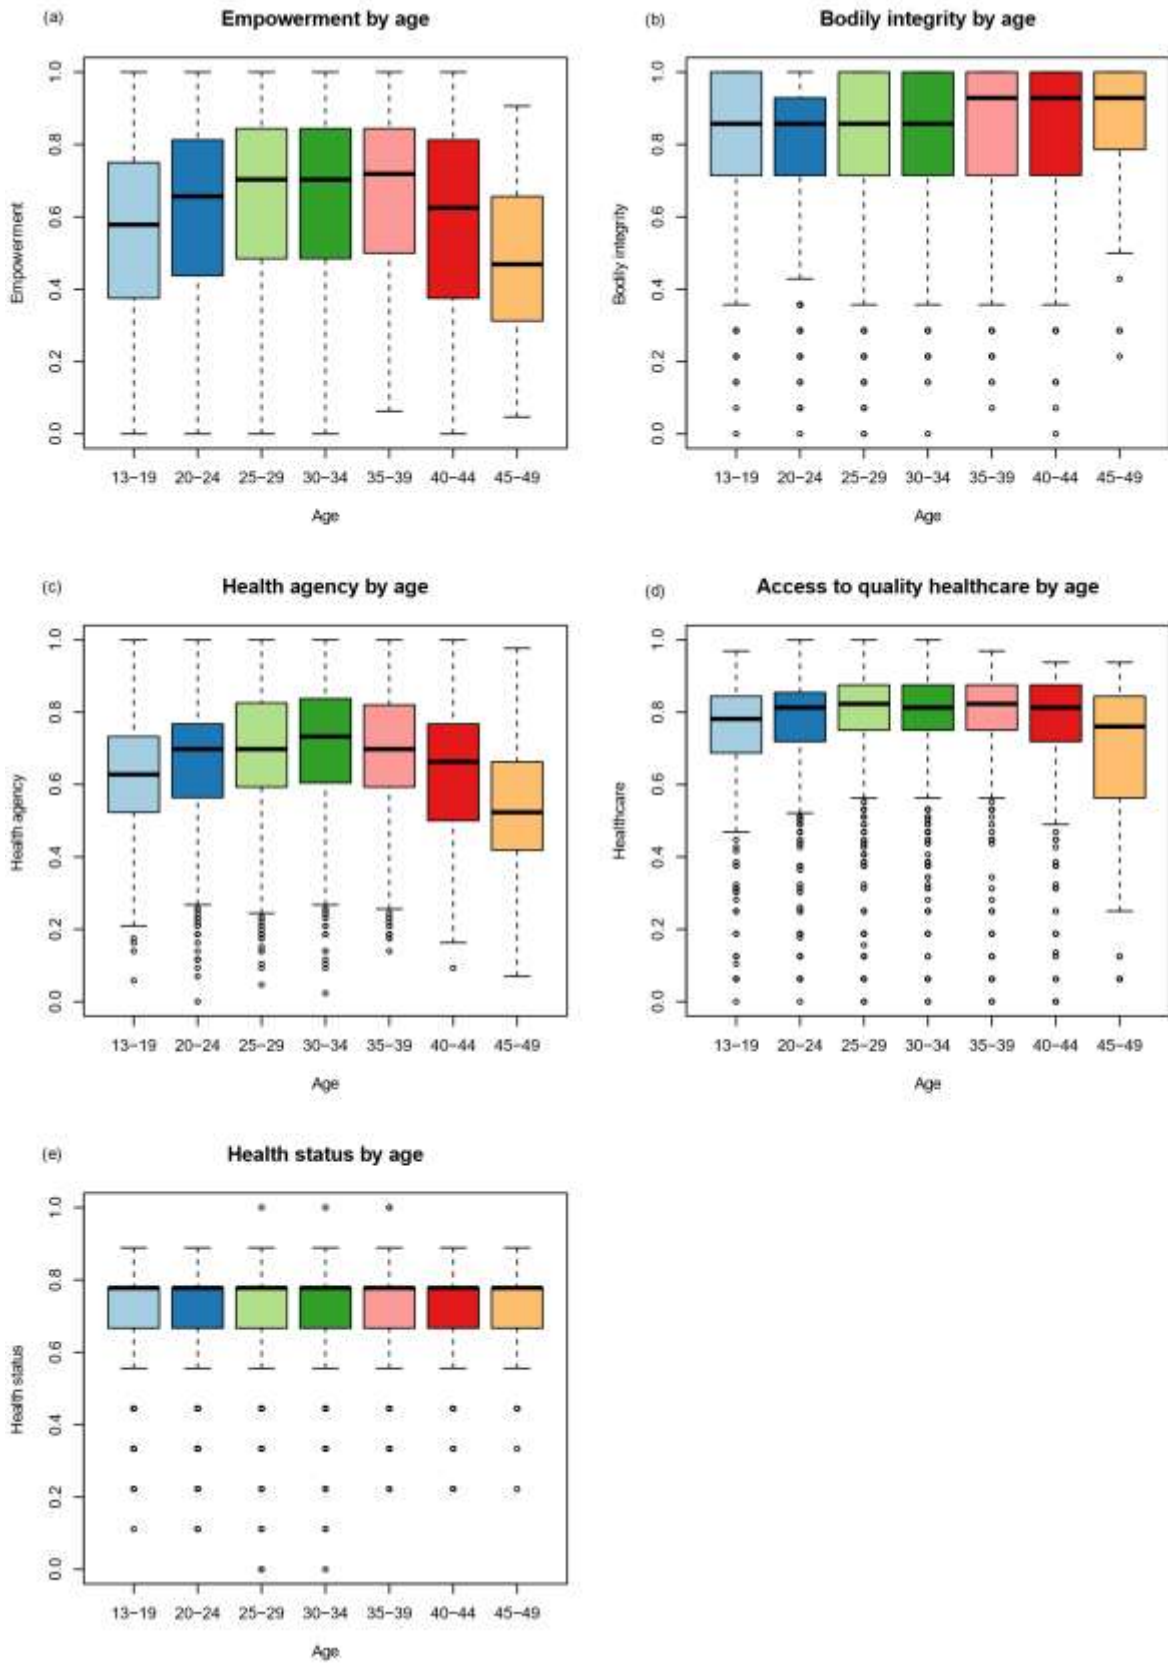 (a) Empowerment by age
Empowerment
1.0
0.8
0.6
0.4
0.2
0.0
13−19 20−24 25−29 30−34 35−39 40−44 45−49
Age
(b) Bodily integrity by age
Bodily integrity
1.0
0.8
0.6
0.4
0.2
0.0
13−19 20−24 25−29 30−34 35−39 40−44 45−49
Age
(c) Health agency by age
Health agency
1.0
0.8
0.6
0.4
0.2
0.0
13−19 20−24 25−29 30−34 35−39 40−44 45−49
Age
(d) Access to quality healthcare by age
Healthcare
1.0
0.8
0.6
0.4
0.2
0.0
13−19 20−24 25−29 30−34 35−39 40−44 45−49
Age
(e) Health status by age
Health status
1.0
0.8
0.6
0.4
0.2
0.0
13−19 20−24 25−29 30−34 35−39 40−44 45−49
Age